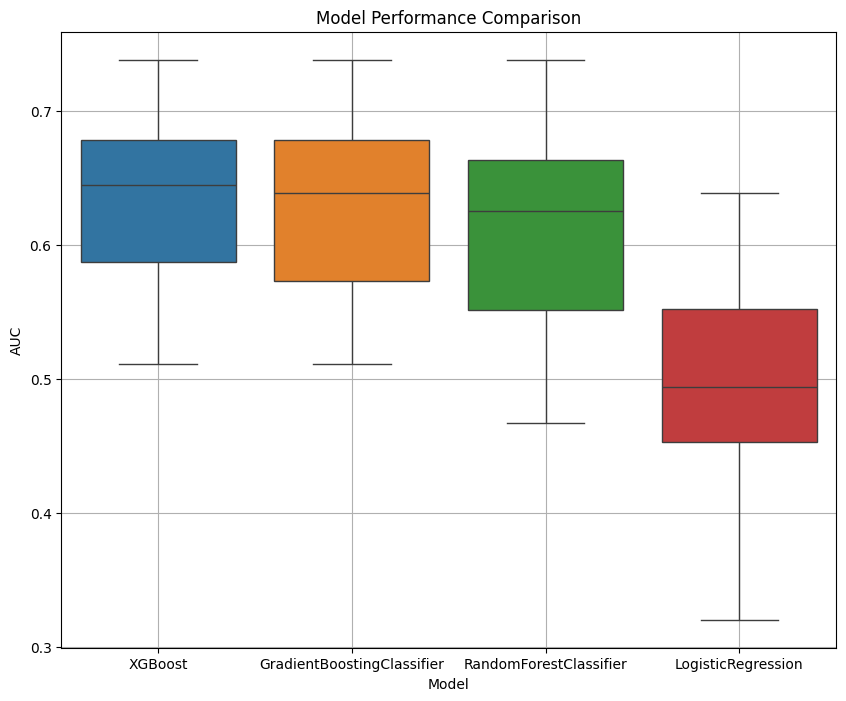 Model Performance Comparison
0.7
0.6
0.5
0.4
0.3
AUC
XGBoost
GradientBoostingClassifier
RandomForestClassifier
LogisticRegression
Model